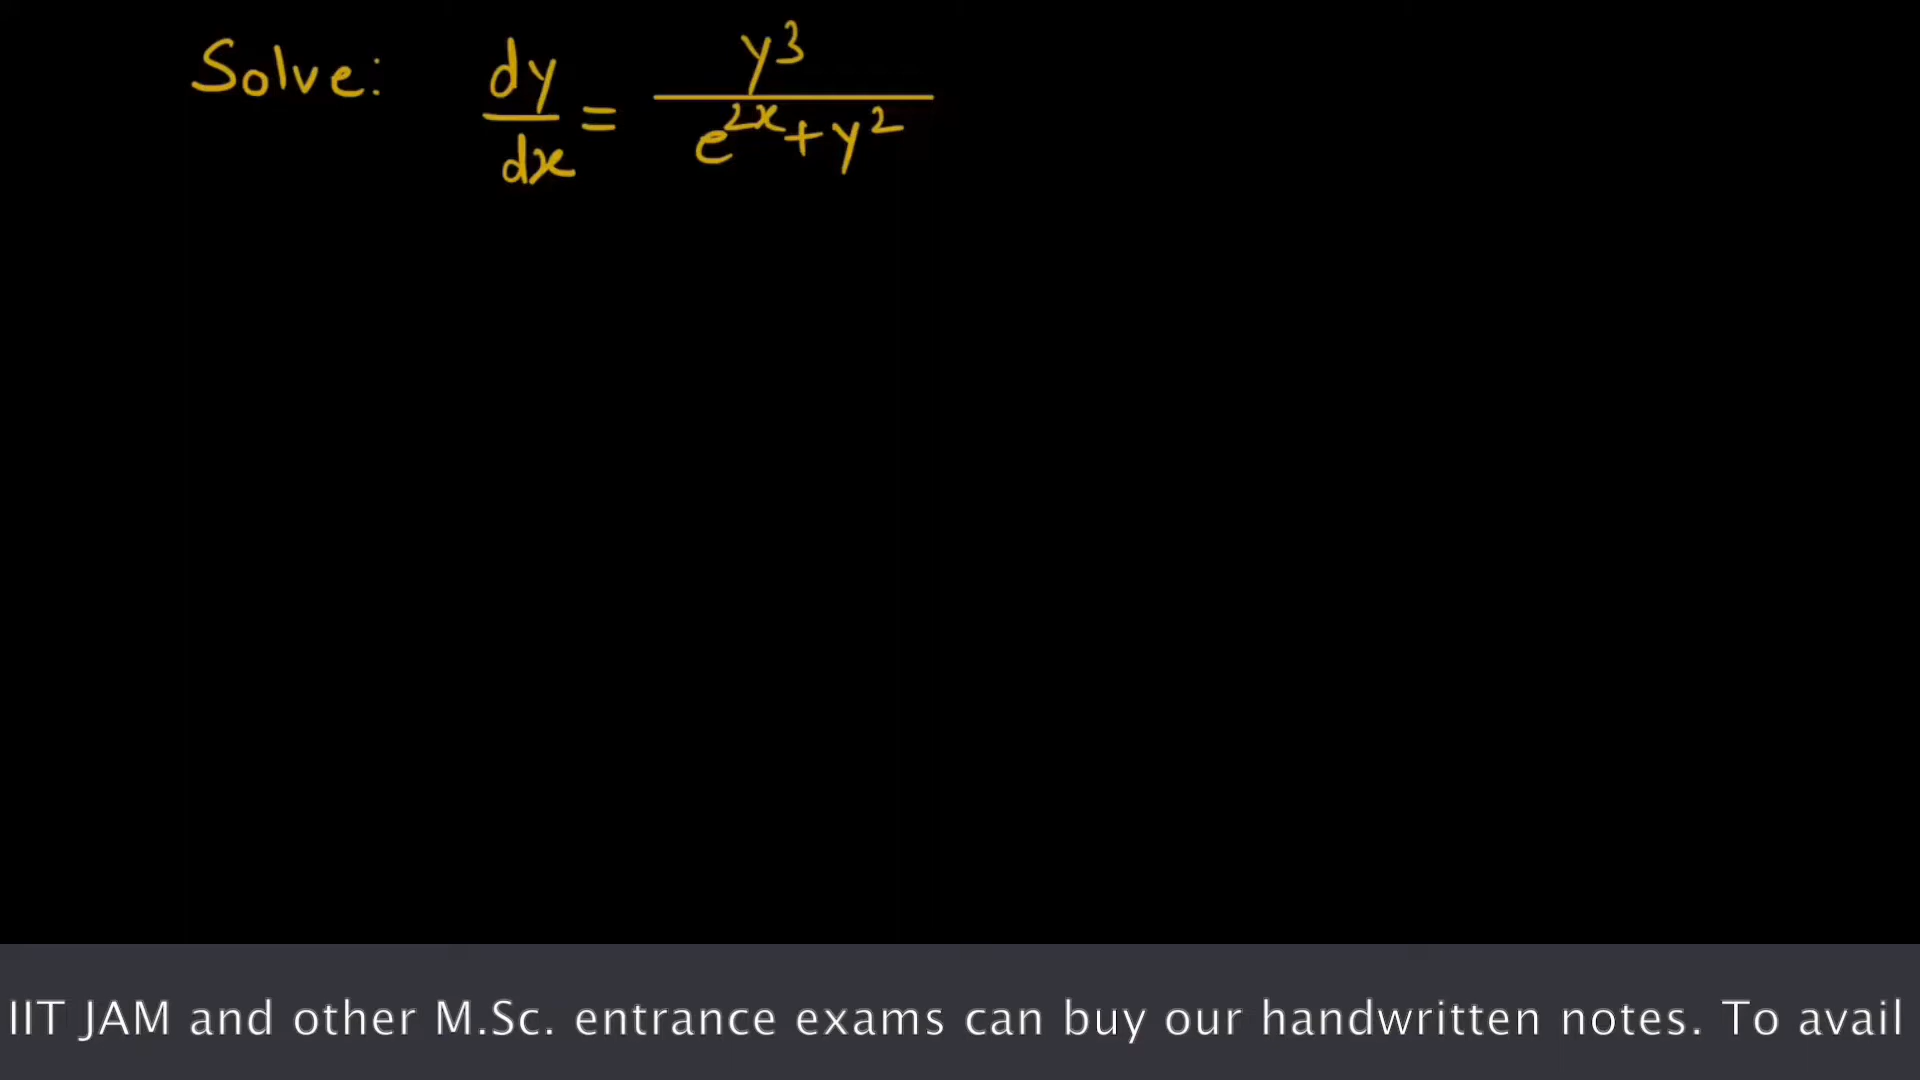 Solve: dy/dx = y³/(e²ˣ + y²)
IIT JAM and other M.Sc. entrance exams can buy our handwritten notes. To avail